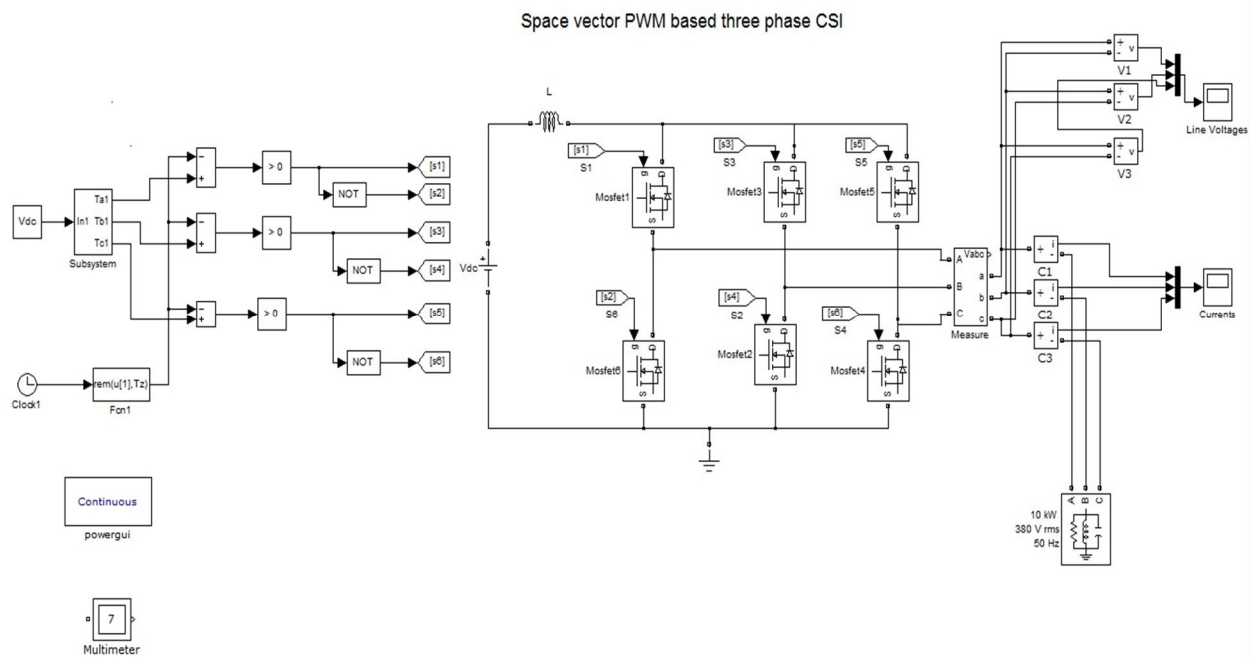 Space vector PWM based three phase CSI
Vdc
In1
Ta1
Tb1
Tc1
Subsystem
Clock1
rem(u[1],Tz)
Fcn1
−
+
−
+
−
+
> 0
> 0
> 0
NOT
NOT
NOT
[s1]
[s2]
[s3]
[s4]
[s5]
[s6]
Continuous
powergui
7
Multimeter
L
Vdc
+
[s1]
S1
g
D
S
Mosfet1
[s3]
S3
g
D
S
Mosfet3
[s5]
S5
g
D
S
Mosfet5
[s2]
S6
g
D
S
Mosfet6
[s4]
S2
g
D
S
Mosfet2
[s6]
S4
g
D
S
Mosfet4
A
B
C
Vabc
a
b
c
Measure
+
-
v
V1
+
-
v
V2
+
-
v
V3
Line Voltages
+
i
-
C1
+
i
-
C2
+
i
-
C3
Currents
A B C
10 kW
380 V rms
50 Hz